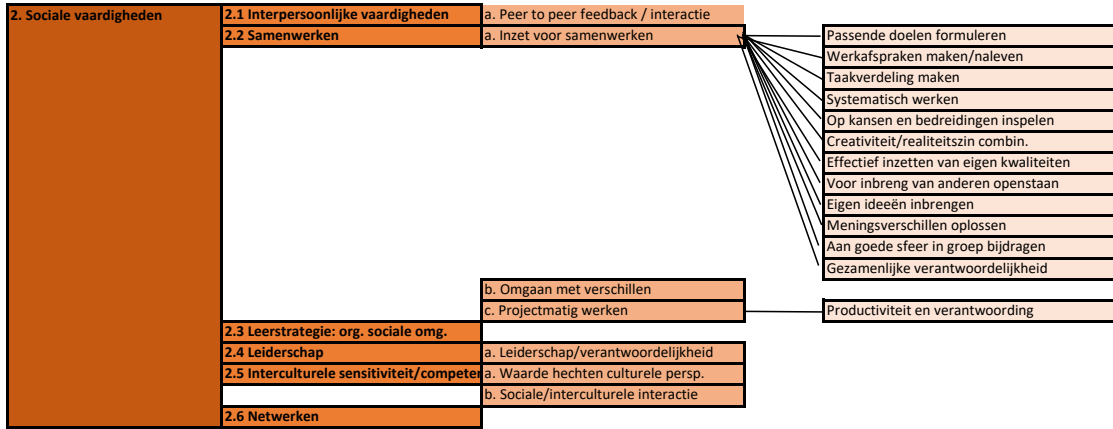 2. Sociale vaardigheden
2.1 Interpersoonlijke vaardigheden
a. Peer to peer feedback / interactie
2.2 Samenwerken
a. Inzet voor samenwerken
Passende doelen formuleren
Werkafspraken maken/naleven
Taakverdeling maken
Systematisch werken
Op kansen en bedreidingen inspelen
Creativiteit/realiteitszin combin.
Effectief inzetten van eigen kwaliteiten
Voor inbreng van anderen openstaan
Eigen ideeën inbrengen
Meningsverschillen oplossen
Aan goede sfeer in groep bijdragen
Gezamenlijke verantwoordelijkheid
b. Omgaan met verschillen
c. Projectmatig werken
Productiviteit en verantwoording
2.3 Leerstrategie: org. sociale omg.
2.4 Leiderschap
a. Leiderschap/verantwoordelijkheid
2.5 Interculturele sensitiviteit/competen
a. Waarde hechten culturele persp.
b. Sociale/interculturele interactie
2.6 Netwerken